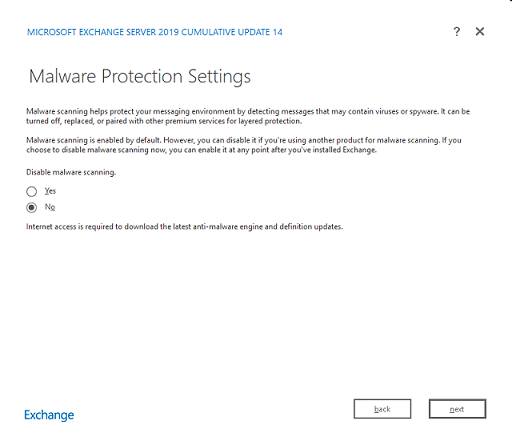 MICROSOFT EXCHANGE SERVER 2019 CUMULATIVE UPDATE 14
?
Malware Protection Settings
Malware scanning helps protect your messaging environment by detecting messages that may contain viruses or spyware. It can be
turned off, replaced, or paired with other premium services for layered protection.
Malware scanning is enabled by default. However, you can disable it if you're using another product for malware scanning. If you
choose to disable malware scanning now, you can enable it at any point after you've installed Exchange.
Disable malware scanning.
Yes
No
Internet access is required to download the latest anti-malware engine and definition updates.
Exchange
back
next